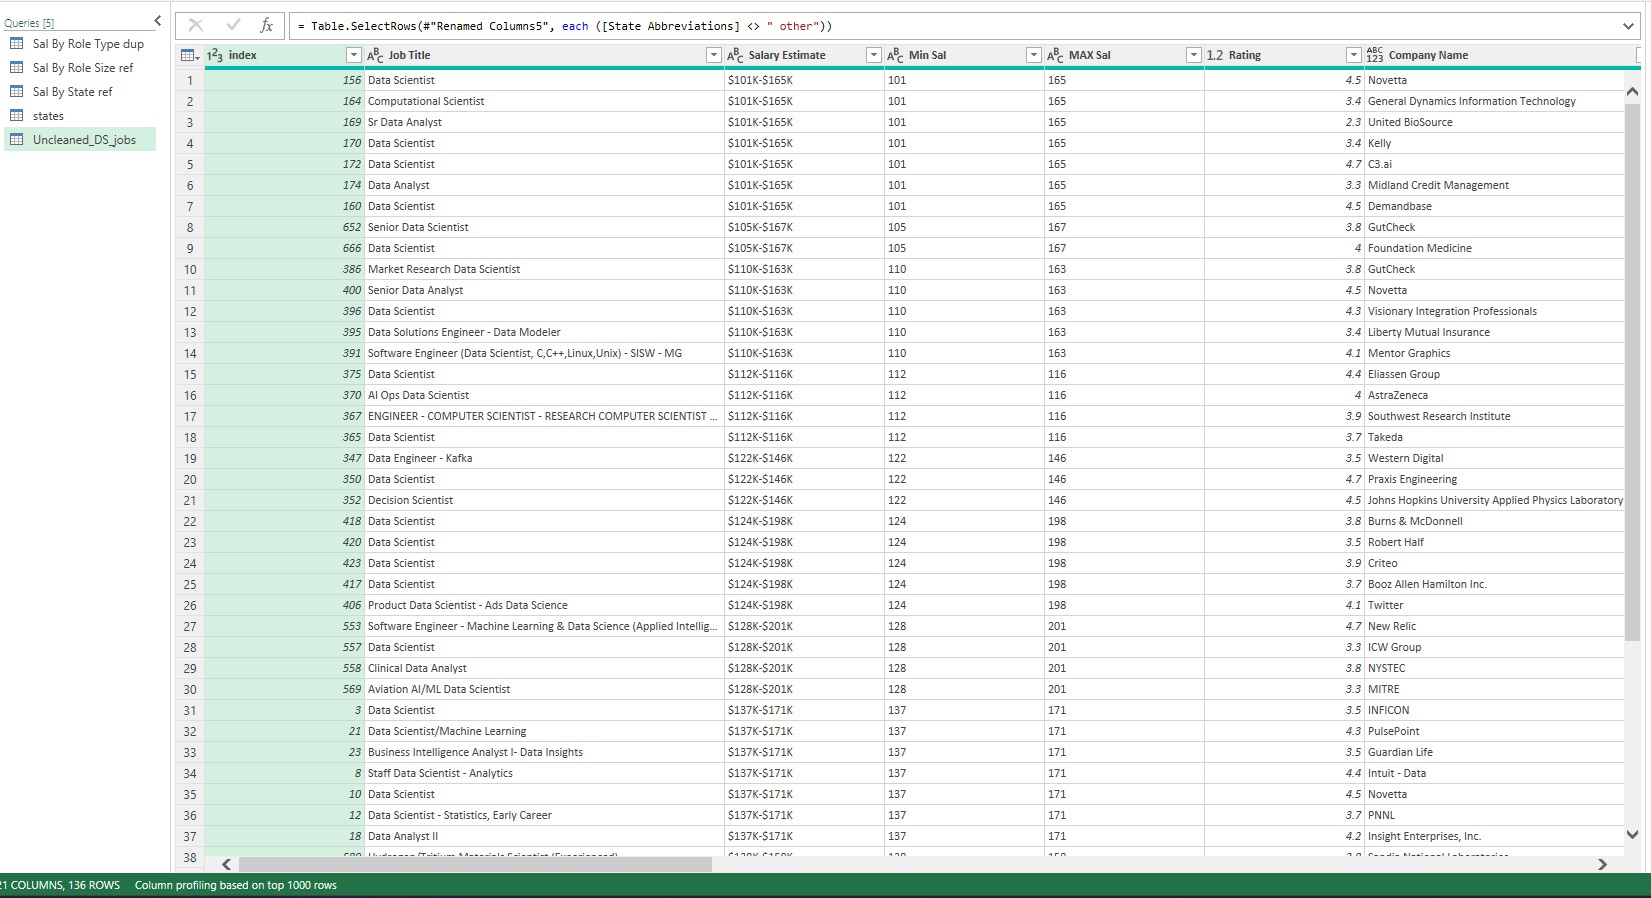 Queries [5]
Sal By Role Type dup
Sal By Role Size ref
Sal By State ref
states
Uncleaned_DS_jobs
fx = Table.SelectRows(#"Renamed Columns5", each ([State Abbreviations] <> " other"))
123 index ABC Job Title ABC Salary Estimate ABC Min Sal ABC MAX Sal 1.2 Rating ABC 123 Company Name
1 156 Data Scientist $101K-$165K 101 165 4.5 Novetta
2 164 Computational Scientist $101K-$165K 101 165 3.4 General Dynamics Information Technology
3 169 Sr Data Analyst $101K-$165K 101 165 2.3 United BioSource
4 170 Data Scientist $101K-$165K 101 165 3.4 Kelly
5 172 Data Scientist $101K-$165K 101 165 4.7 C3.ai
6 174 Data Analyst $101K-$165K 101 165 3.3 Midland Credit Management
7 160 Data Scientist $101K-$165K 101 165 4.5 Demandbase
8 652 Senior Data Scientist $105K-$167K 105 167 3.8 GutCheck
9 666 Data Scientist $105K-$167K 105 167 4 Foundation Medicine
10 386 Market Research Data Scientist $110K-$163K 110 163 3.8 GutCheck
11 400 Senior Data Analyst $110K-$163K 110 163 4.5 Novetta
12 396 Data Scientist $110K-$163K 110 163 4.3 Visionary Integration Professionals
13 395 Data Solutions Engineer - Data Modeler $110K-$163K 110 163 3.4 Liberty Mutual Insurance
14 391 Software Engineer (Data Scientist, C,C++,Linux,Unix) - SISW - MG $110K-$163K 110 163 4.1 Mentor Graphics
15 375 Data Scientist $112K-$116K 112 116 4.4 Eliassen Group
16 370 AI Ops Data Scientist $112K-$116K 112 116 4 AstraZeneca
17 367 ENGINEER - COMPUTER SCIENTIST - RESEARCH COMPUTER SCIENTIST ... $112K-$116K 112 116 3.9 Southwest Research Institute
18 365 Data Scientist $112K-$116K 112 116 3.7 Takeda
19 347 Data Engineer - Kafka $122K-$146K 122 146 3.5 Western Digital
20 350 Data Scientist $122K-$146K 122 146 4.7 Praxis Engineering
21 352 Decision Scientist $122K-$146K 122 146 4.5 Johns Hopkins University Applied Physics Laboratory
22 418 Data Scientist $124K-$198K 124 198 3.8 Burns & McDonnell
23 420 Data Scientist $124K-$198K 124 198 3.5 Robert Half
24 423 Data Scientist $124K-$198K 124 198 3.9 Criteo
25 417 Data Scientist $124K-$198K 124 198 3.7 Booz Allen Hamilton Inc.
26 406 Product Data Scientist - Ads Data Science $124K-$198K 124 198 4.1 Twitter
27 553 Software Engineer - Machine Learning & Data Science (Applied Intellig... $128K-$201K 128 201 4.7 New Relic
28 557 Data Scientist $128K-$201K 128 201 3.3 ICW Group
29 558 Clinical Data Analyst $128K-$201K 128 201 3.8 NYSTEC
30 569 Aviation AI/ML Data Scientist $128K-$201K 128 201 3.3 MITRE
31 3 Data Scientist $137K-$171K 137 171 3.5 INFICON
32 21 Data Scientist/Machine Learning $137K-$171K 137 171 4.3 PulsePoint
33 23 Business Intelligence Analyst I- Data Insights $137K-$171K 137 171 3.5 Guardian Life
34 8 Staff Data Scientist - Analytics $137K-$171K 137 171 4.4 Intuit - Data
35 10 Data Scientist $137K-$171K 137 171 4.5 Novetta
36 12 Data Scientist - Statistics, Early Career $137K-$171K 137 171 3.7 PNNL
37 18 Data Analyst II $137K-$171K 137 171 4.2 Insight Enterprises, Inc.
38
21 COLUMNS, 136 ROWS Column profiling based on top 1000 rows